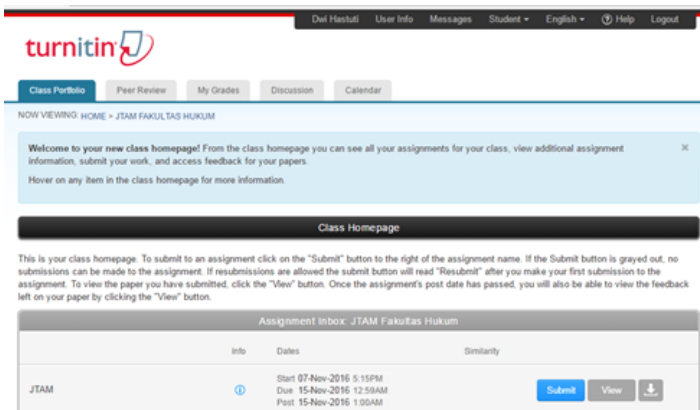 Dwi Hastuti User Info Messages Student English Help Logout
turnitin
Class Portfolio Peer Review My Grades Discussion Calendar
NOW VIEWING: HOME > JTAM FAKULTAS HUKUM
Welcome to your new class homepage! From the class homepage you can see all your assignments for your class, view additional assignment
information, submit your work, and access feedback for your papers.
Hover on any item in the class homepage for more information.
Class Homepage
This is your class homepage. To submit to an assignment click on the "Submit" button to the right of the assignment name. If the Submit button is grayed out, no
submissions can be made to the assignment. If resubmissions are allowed the submit button will read "Resubmit" after you make your first submission to the
assignment. To view the paper you have submitted, click the "View" button. Once the assignment's post date has passed, you will also be able to view the feedback
left on your paper by clicking the "View" button.
Assignment Inbox: JTAM Fakultas Hukum
Info Dates Similarity
Start 07-Nov-2016 5:15PM
JTAM Due 15-Nov-2016 12:59AM Submit View
Post 15-Nov-2016 1:00AM